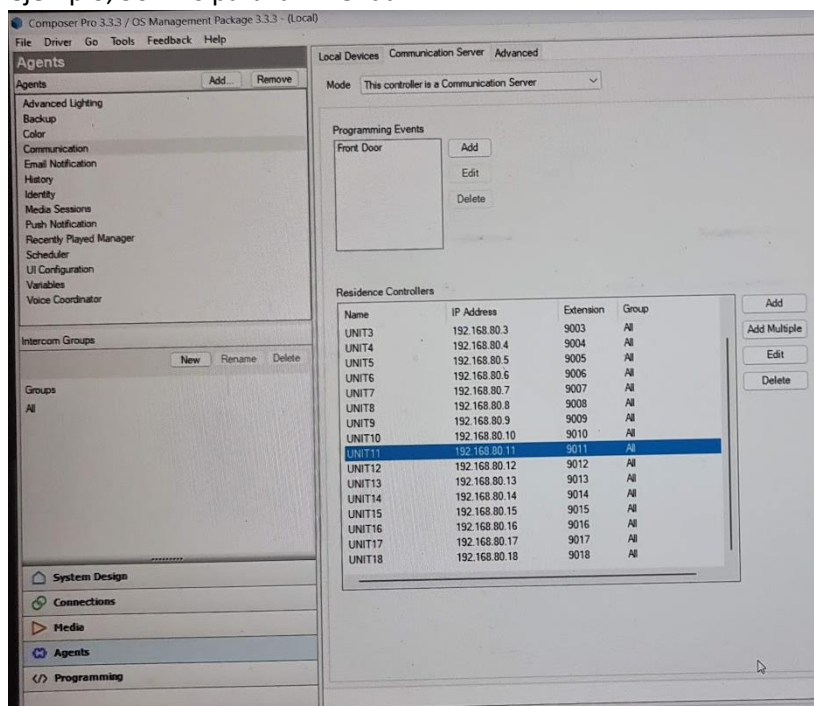 Composer Pro 3.3.3 / OS Management Package 3.3.3 - (Local)
File Driver Go Tools Feedback Help
Agents
Agents Add... Remove
Advanced Lighting
Backup
Color
Communication
Email Notification
History
Identity
Media Sessions
Push Notification
Recently Played Manager
Scheduler
UI Configuration
Variables
Voice Coordinator
Intercom Groups
New Rename Delete
Groups
All
System Design
Connections
Media
Agents
Programming
Local Devices Communication Server Advanced
Mode This controller is a Communication Server
Programming Events
Front Door
Add
Edit
Delete
Residence Controllers
Name IP Address Extension Group
UNIT3 192.168.80.3 9003 All
UNIT4 192.168.80.4 9004 All
UNIT5 192.168.80.5 9005 All
UNIT6 192.168.80.6 9006 All
UNIT7 192.168.80.7 9007 All
UNIT8 192.168.80.8 9008 All
UNIT9 192.168.80.9 9009 All
UNIT10 192.168.80.10 9010 All
UNIT11 192.168.80.11 9011 All
UNIT12 192.168.80.12 9012 All
UNIT13 192.168.80.13 9013 All
UNIT14 192.168.80.14 9014 All
UNIT15 192.168.80.15 9015 All
UNIT16 192.168.80.16 9016 All
UNIT17 192.168.80.17 9017 All
UNIT18 192.168.80.18 9018 All
Add
Add Multiple
Edit
Delete